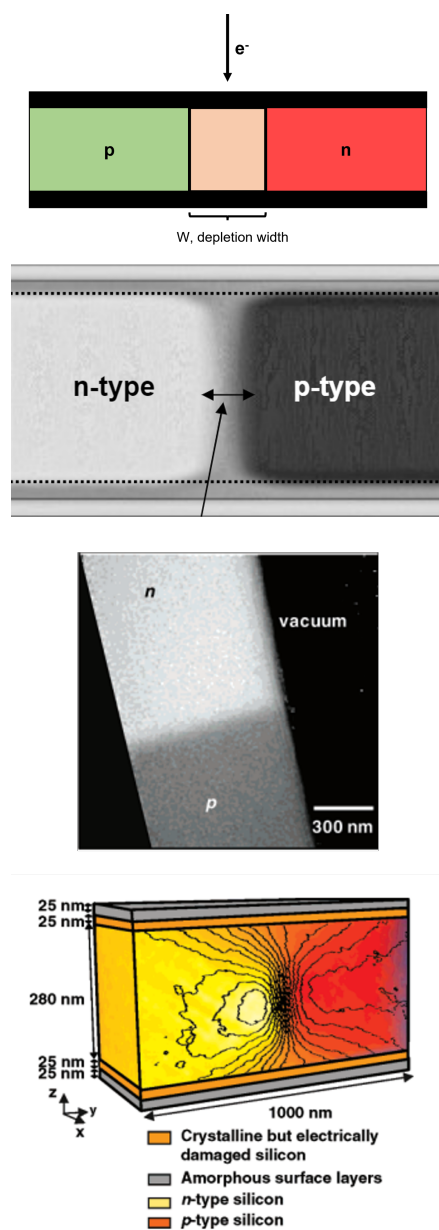 e-
p
n
W, depletion width
n-type
p-type
n
vacuum
p
300 nm
25 nm
25 nm
280 nm
25 nm
25 nm
z
y
x
1000 nm
Crystalline but electrically
damaged silicon
Amorphous surface layers
n-type silicon
p-type silicon